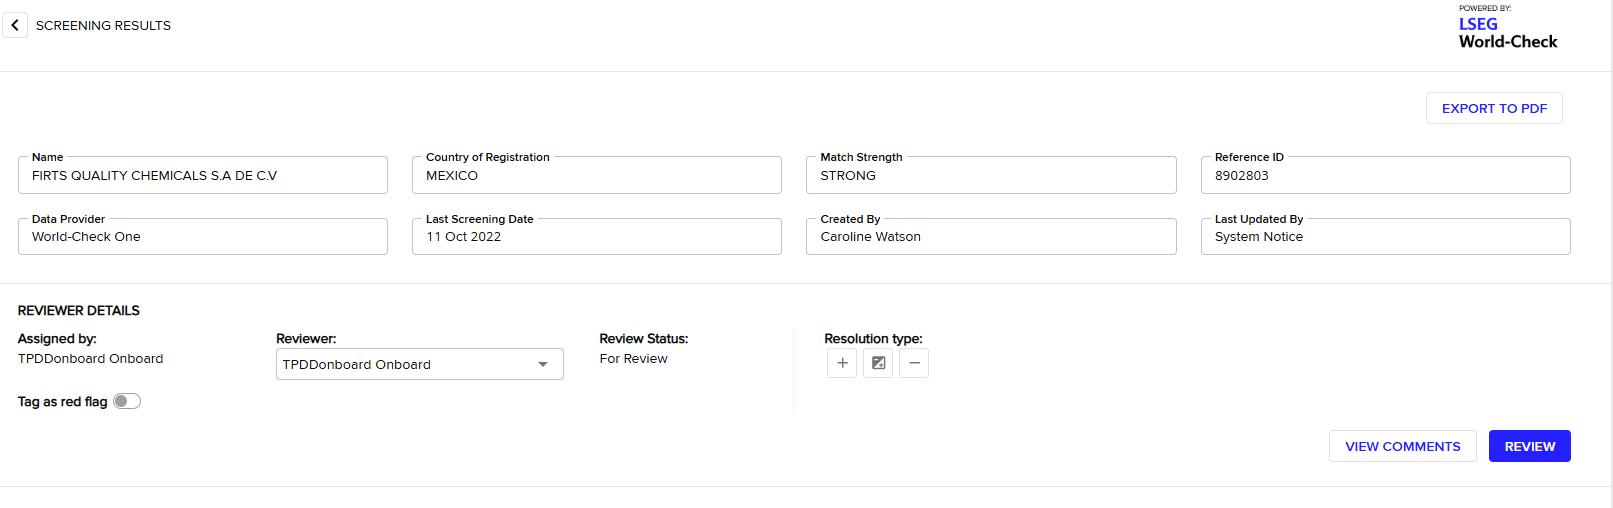 SCREENING RESULTS
POWERED BY:
LSEG
World-Check
EXPORT TO PDF
Name
FIRTS QUALITY CHEMICALS S.A DE C.V
Country of Registration
MEXICO
Match Strength
STRONG
Reference ID
8902803
Data Provider
World-Check One
Last Screening Date
11 Oct 2022
Created By
Caroline Watson
Last Updated By
System Notice
REVIEWER DETAILS
Assigned by:
TPDDonboard Onboard
Reviewer:
TPDDonboard Onboard
Review Status:
For Review
Resolution type:
Tag as red flag
VIEW COMMENTS
REVIEW